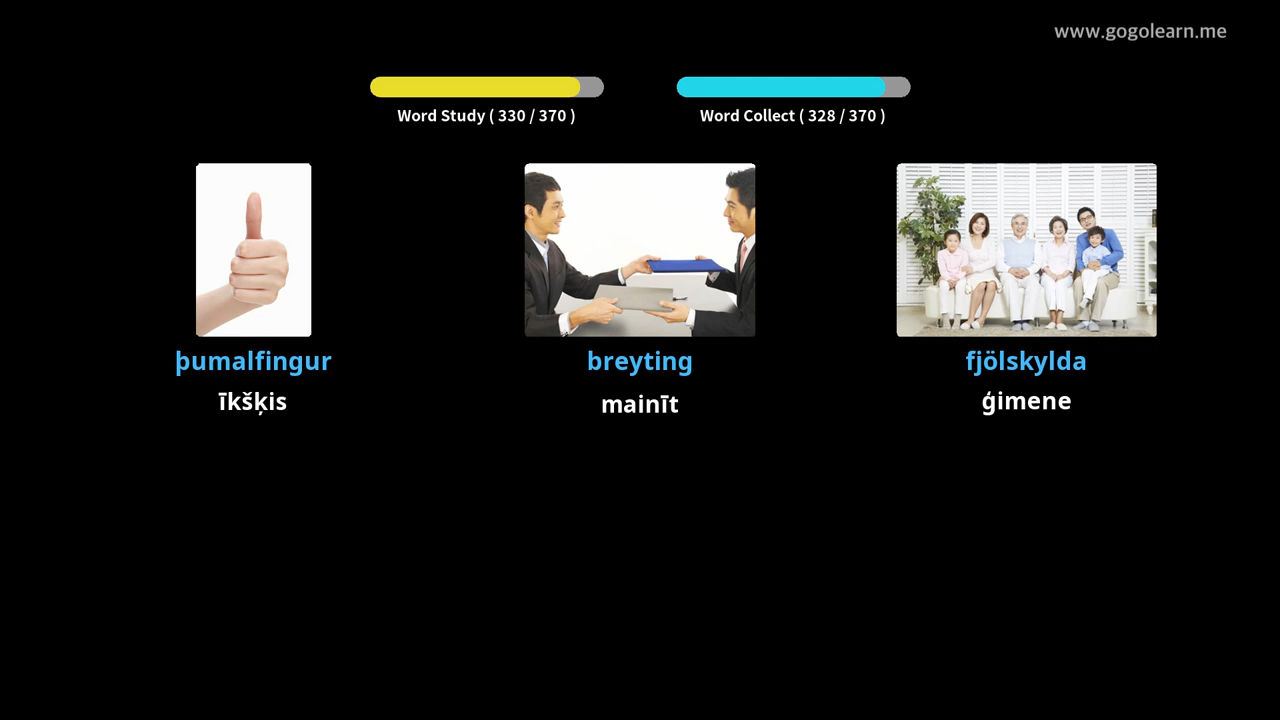 www.gogolearn.me
Word Study ( 330 / 370 )
Word Collect ( 328 / 370 )
þumalfingur
breyting
fjölskylda
īkšķis
mainīt
ģimene